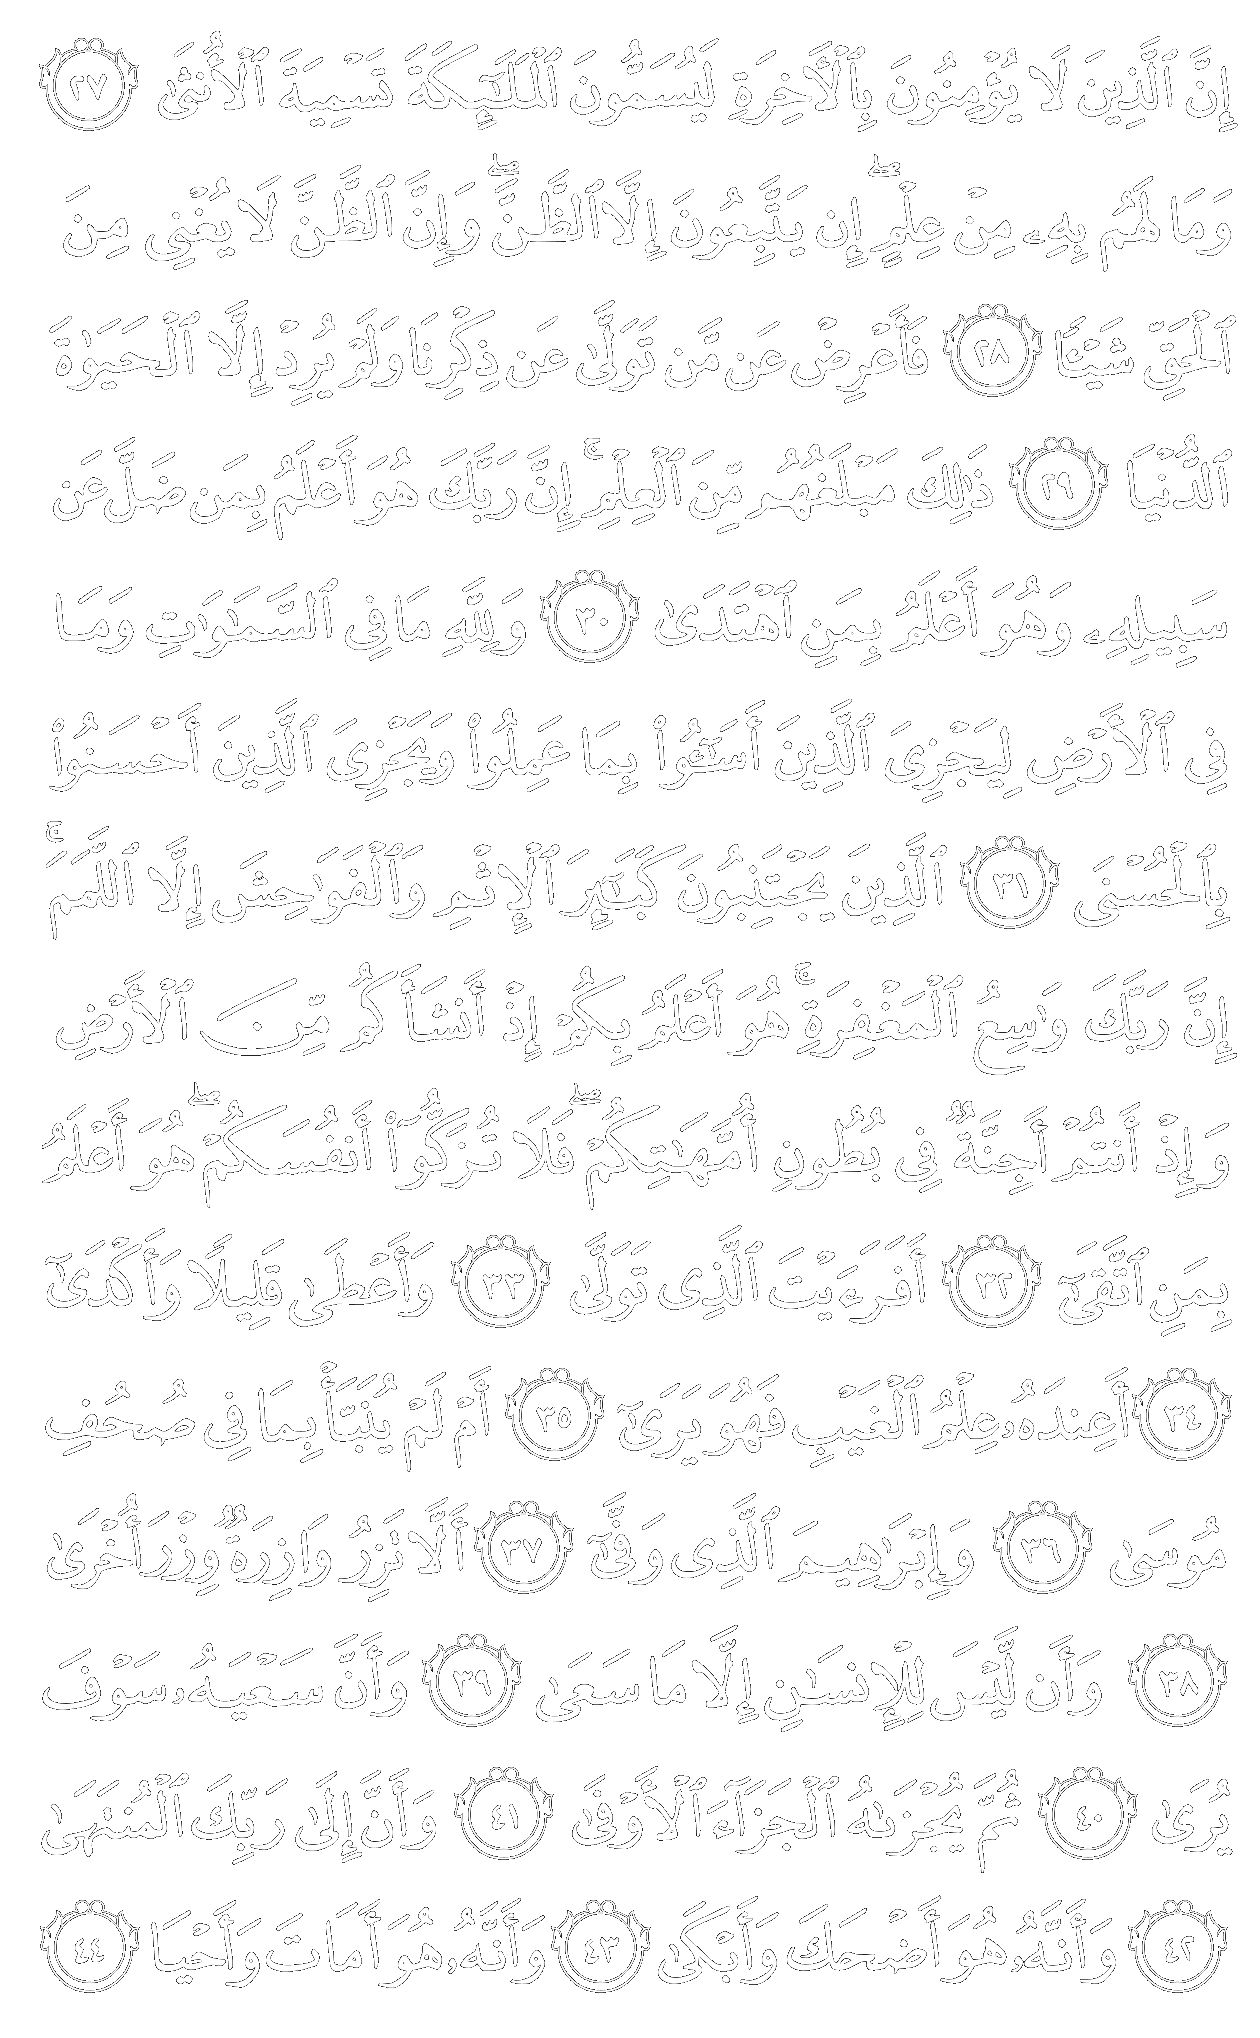 إِنَّ ٱلَّذِينَ لَا يُؤْمِنُونَ بِٱلْأَخِرَةِ لَيُسَمُّونَ ٱلْمَلَٰٓئِكَةَ تَسْمِيَةَ ٱلْأُنثَىٰ ٢٧
وَمَا لَهُم بِهِۦ مِنْ عِلْمٍ ۖ إِن يَتَّبِعُونَ إِلَّا ٱلظَّنَّ ۖ وَإِنَّ ٱلظَّنَّ لَا يُغْنِى مِنَ
ٱلْحَقِّ شَيْـًٔا ٢٨ فَأَعْرِضْ عَن مَّن تَوَلَّىٰ عَن ذِكْرِنَا وَلَمْ يُرِدْ إِلَّا ٱلْحَيَوٰةَ
ٱلدُّنْيَا ٢٩ ذَٰلِكَ مَبْلَغُهُم مِّنَ ٱلْعِلْمِ ۚ إِنَّ رَبَّكَ هُوَ أَعْلَمُ بِمَن ضَلَّ عَن
سَبِيلِهِۦ وَهُوَ أَعْلَمُ بِمَنِ ٱهْتَدَىٰ ٣٠ وَلِلَّهِ مَا فِى ٱلسَّمَٰوَٰتِ وَمَا
فِى ٱلْأَرْضِ لِيَجْزِىَ ٱلَّذِينَ أَسَٰٓـُٔوا۟ بِمَا عَمِلُوا۟ وَيَجْزِىَ ٱلَّذِينَ أَحْسَنُوا۟
بِٱلْحُسْنَى ٣١ ٱلَّذِينَ يَجْتَنِبُونَ كَبَٰٓئِرَ ٱلْإِثْمِ وَٱلْفَوَٰحِشَ إِلَّا ٱللَّمَمَ ۚ
إِنَّ رَبَّكَ وَٰسِعُ ٱلْمَغْفِرَةِ ۚ هُوَ أَعْلَمُ بِكُمْ إِذْ أَنشَأَكُم مِّنَ ٱلْأَرْضِ
وَإِذْ أَنتُمْ أَجِنَّةٌ فِى بُطُونِ أُمَّهَٰتِكُمْ ۖ فَلَا تُزَكُّوٓا۟ أَنفُسَكُمْ ۖ هُوَ أَعْلَمُ
بِمَنِ ٱتَّقَىٰٓ ٣٢ أَفَرَءَيْتَ ٱلَّذِى تَوَلَّىٰ ٣٣ وَأَعْطَىٰ قَلِيلًا وَأَكْدَىٰٓ
٣٤ أَعِندَهُۥ عِلْمُ ٱلْغَيْبِ فَهُوَ يَرَىٰٓ ٣٥ أَمْ لَمْ يُنَبَّأْ بِمَا فِى صُحُفِ
مُوسَىٰ ٣٦ وَإِبْرَٰهِيمَ ٱلَّذِى وَفَّىٰٓ ٣٧ أَلَّا تَزِرُ وَازِرَةٌ وِزْرَ أُخْرَىٰ
٣٨ وَأَن لَّيْسَ لِلْإِنسَٰنِ إِلَّا مَا سَعَىٰ ٣٩ وَأَنَّ سَعْيَهُۥ سَوْفَ
يُرَىٰ ٤٠ ثُمَّ يُجْزَىٰهُ ٱلْجَزَآءَ ٱلْأَوْفَىٰ ٤١ وَأَنَّ إِلَىٰ رَبِّكَ ٱلْمُنتَهَىٰ
٤٢ وَأَنَّهُۥ هُوَ أَضْحَكَ وَأَبْكَىٰ ٤٣ وَأَنَّهُۥ هُوَ أَمَاتَ وَأَحْيَا ٤٤